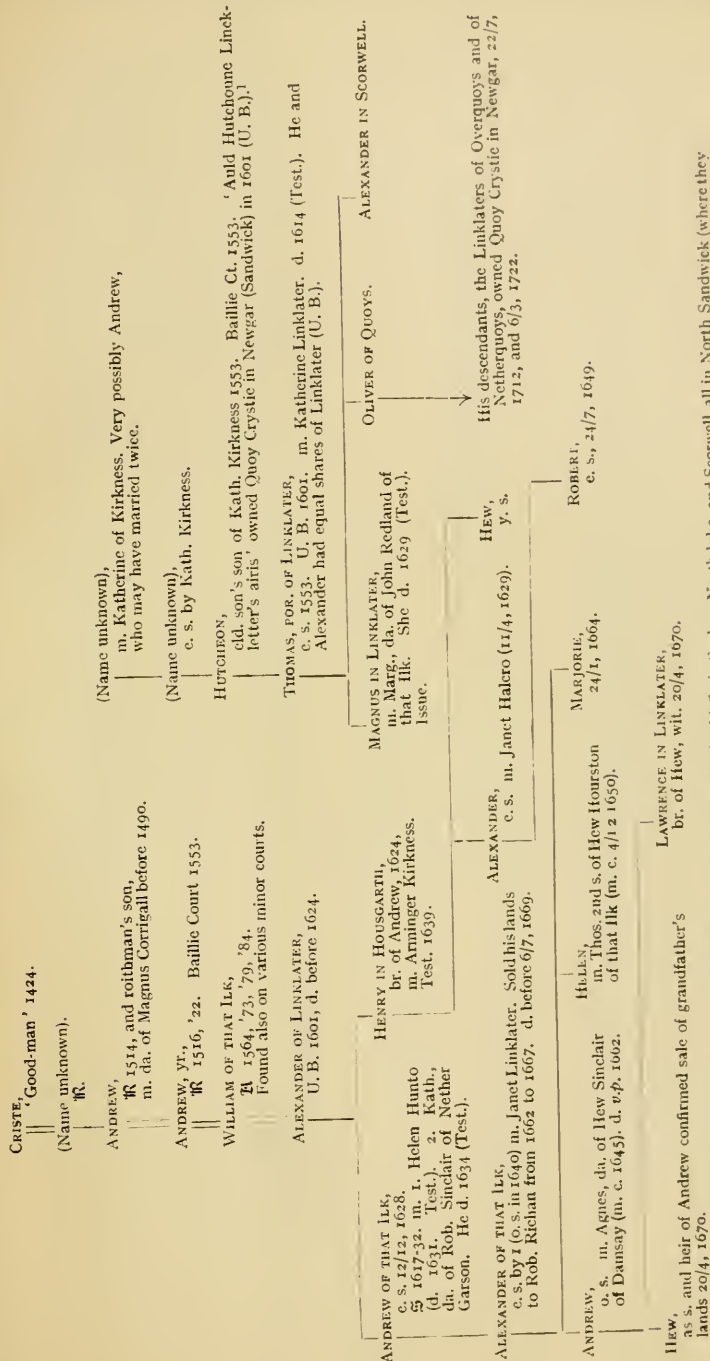 CRISTE,
'Good-man' 1424.
(Name unknown).
R.
ANDREW,
R 1514, and roithman's son,
m. da. of Magnus Corrigall before 1490.
ANDREW, yr.,
R 1516, '22. Baillie Court 1553.
WILLIAM OF THAT ILK,
R 1564, '73, '79, '84.
Found also on various minor courts.
ALEXANDER OF LINKLATER,
U. B. 1601, d. before 1624.
(Name unknown),
m. Katherine of Kirkness. Very possibly Andrew,
who may have married twice.
(Name unknown),
e. s. by Kath. Kirkness.
HUTCHEON,
eld. son's son of Kath. Kirkness 1553. Baillie Ct. 1553. 'Auld Hutchoune Linck-
letter's airis' owned Quoy Crystic in Newgar (Sandwick) in 1601 (U. B.).1
THOMAS, POR. OF LINKLATER,
e. s. 1553. U. B. 1601. m. Katherine Linklater. d. 1614 (Test.). He and
Alexander had equal shares of Linklater (U. B.).
ANDREW OF THAT ILK,
e. s. 12/12, 1628.
S 1617-32. m. 1. Helen Hunto
(d. 1631. Test.). 2. Kath.,
da. of Rob. Sinclair of Nether
Garson. He d. 1634 (Test.).
HENRY IN HOUSGARTH,
br. of Andrew, 1624,
m. Arminger Kirkness.
Test. 1639.
MAGNUS IN LINKLATER,
m. Marg., da. of John Redland of
that Ilk. She d. 1629 (Test.).
Issue.
OLIVER OF QUOYS.
ALEXANDER IN SCORWELL.
His descendants, the Linklaters of Overquoys and of
Netherquoys, owned Quoy Crystic in Newgar, 22/7,
1712, and 6/3, 1722.
ALEXANDER OF THAT ILK,
e. s. by 1 (o. s. in 1640) m. Janet Linklater. Sold his lands
to Rob. Richan from 1662 to 1667. d. before 6/7, 1669.
ALEXANDER,
e. s. m. Janet Halcro (11/4, 1629).
HEW,
y. s.
ANDREW,
o. s. m. Agnes, da. of Hew Sinclair
of Damsay (m. c. 1645). d. v.p. 1662.
HELEN,
m. Thos. 2nd s. of Hew Hourston
of that Ilk (m. c. 4/12 1650).
MARJORIE,
24/1, 1664.
ROBERT,
e. s., 24/7, 1649.
HEW,
as s. and heir of Andrew confirmed sale of grandfather's
lands 20/4, 1670.
LAWRENCE IN LINKLATER,
br. of Hew, wit. 20/4, 1670.
and Scorwell, all in North Sandwick (where they